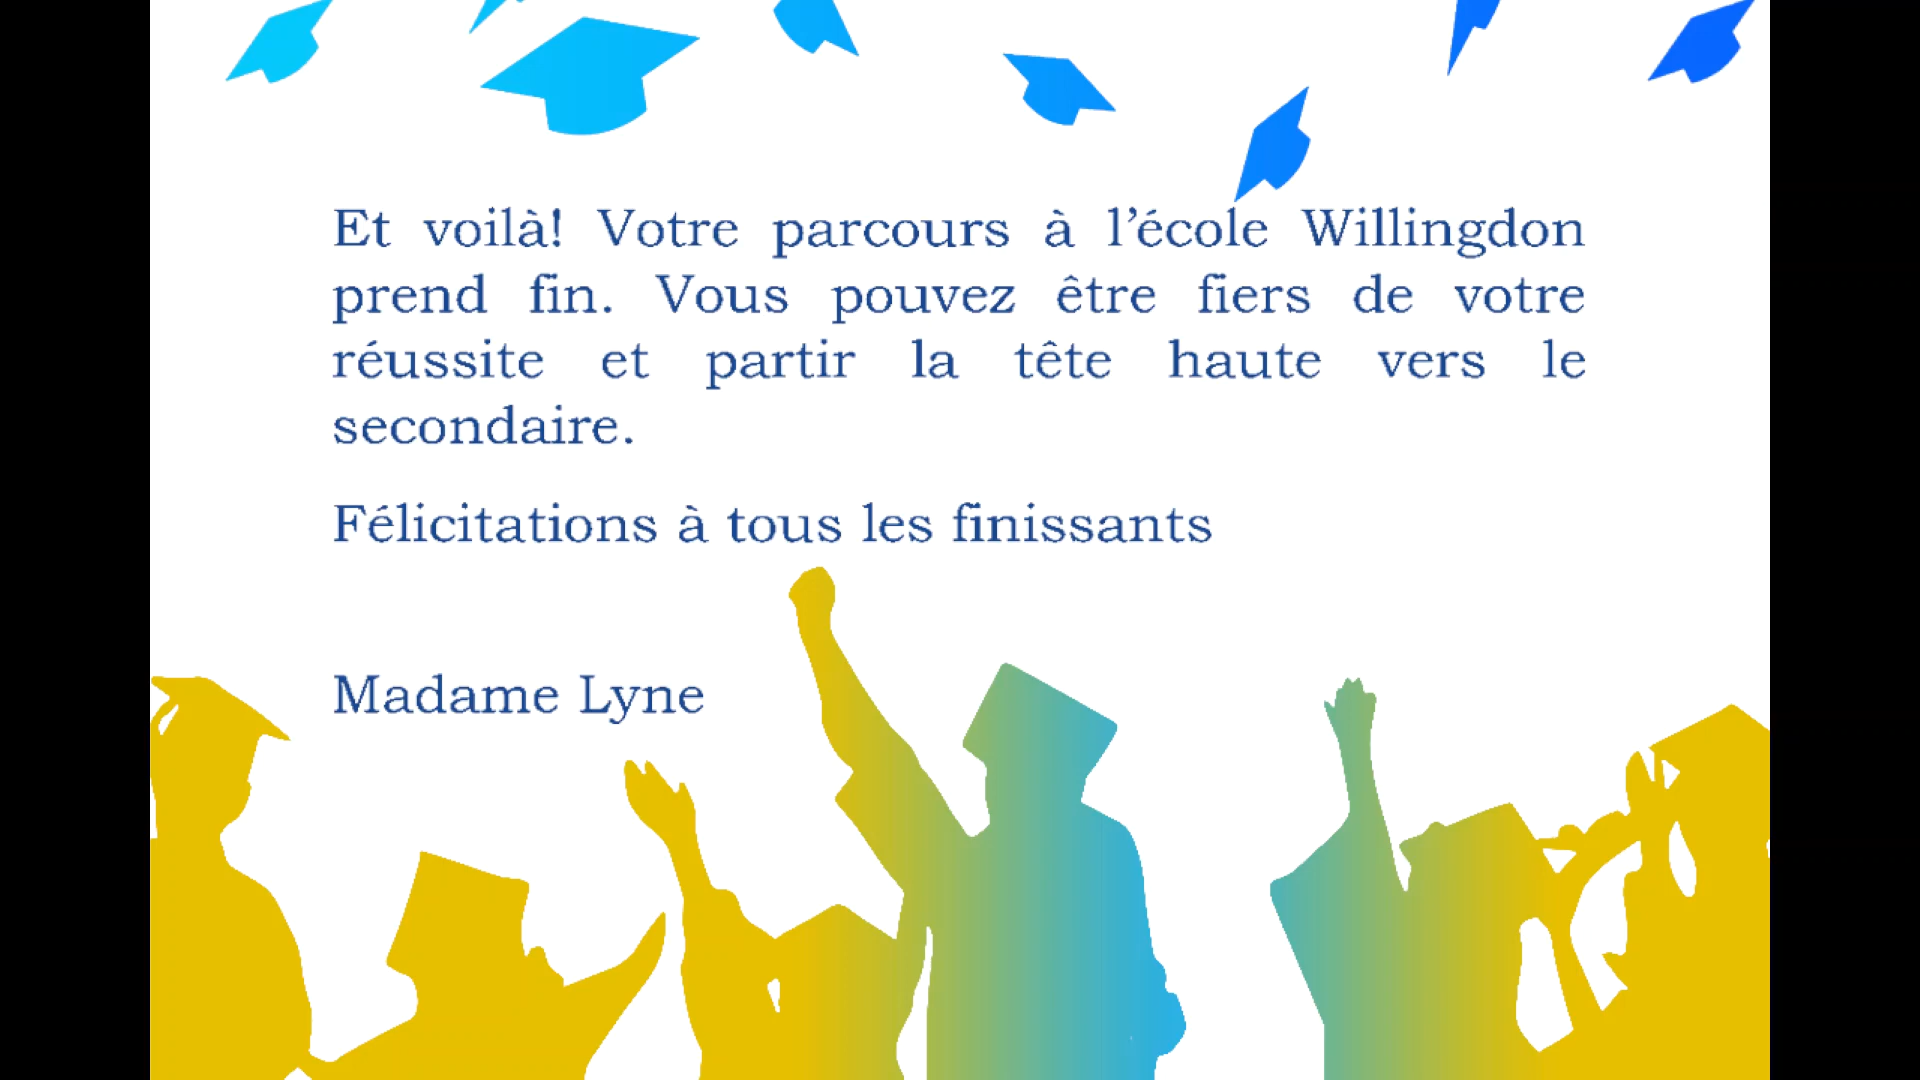 Et voilà! Votre parcours à l’école Willingdon
prend fin. Vous pouvez être fiers de votre
réussite et partir la tête haute vers le
secondaire.
Félicitations à tous les finissants
Madame Lyne